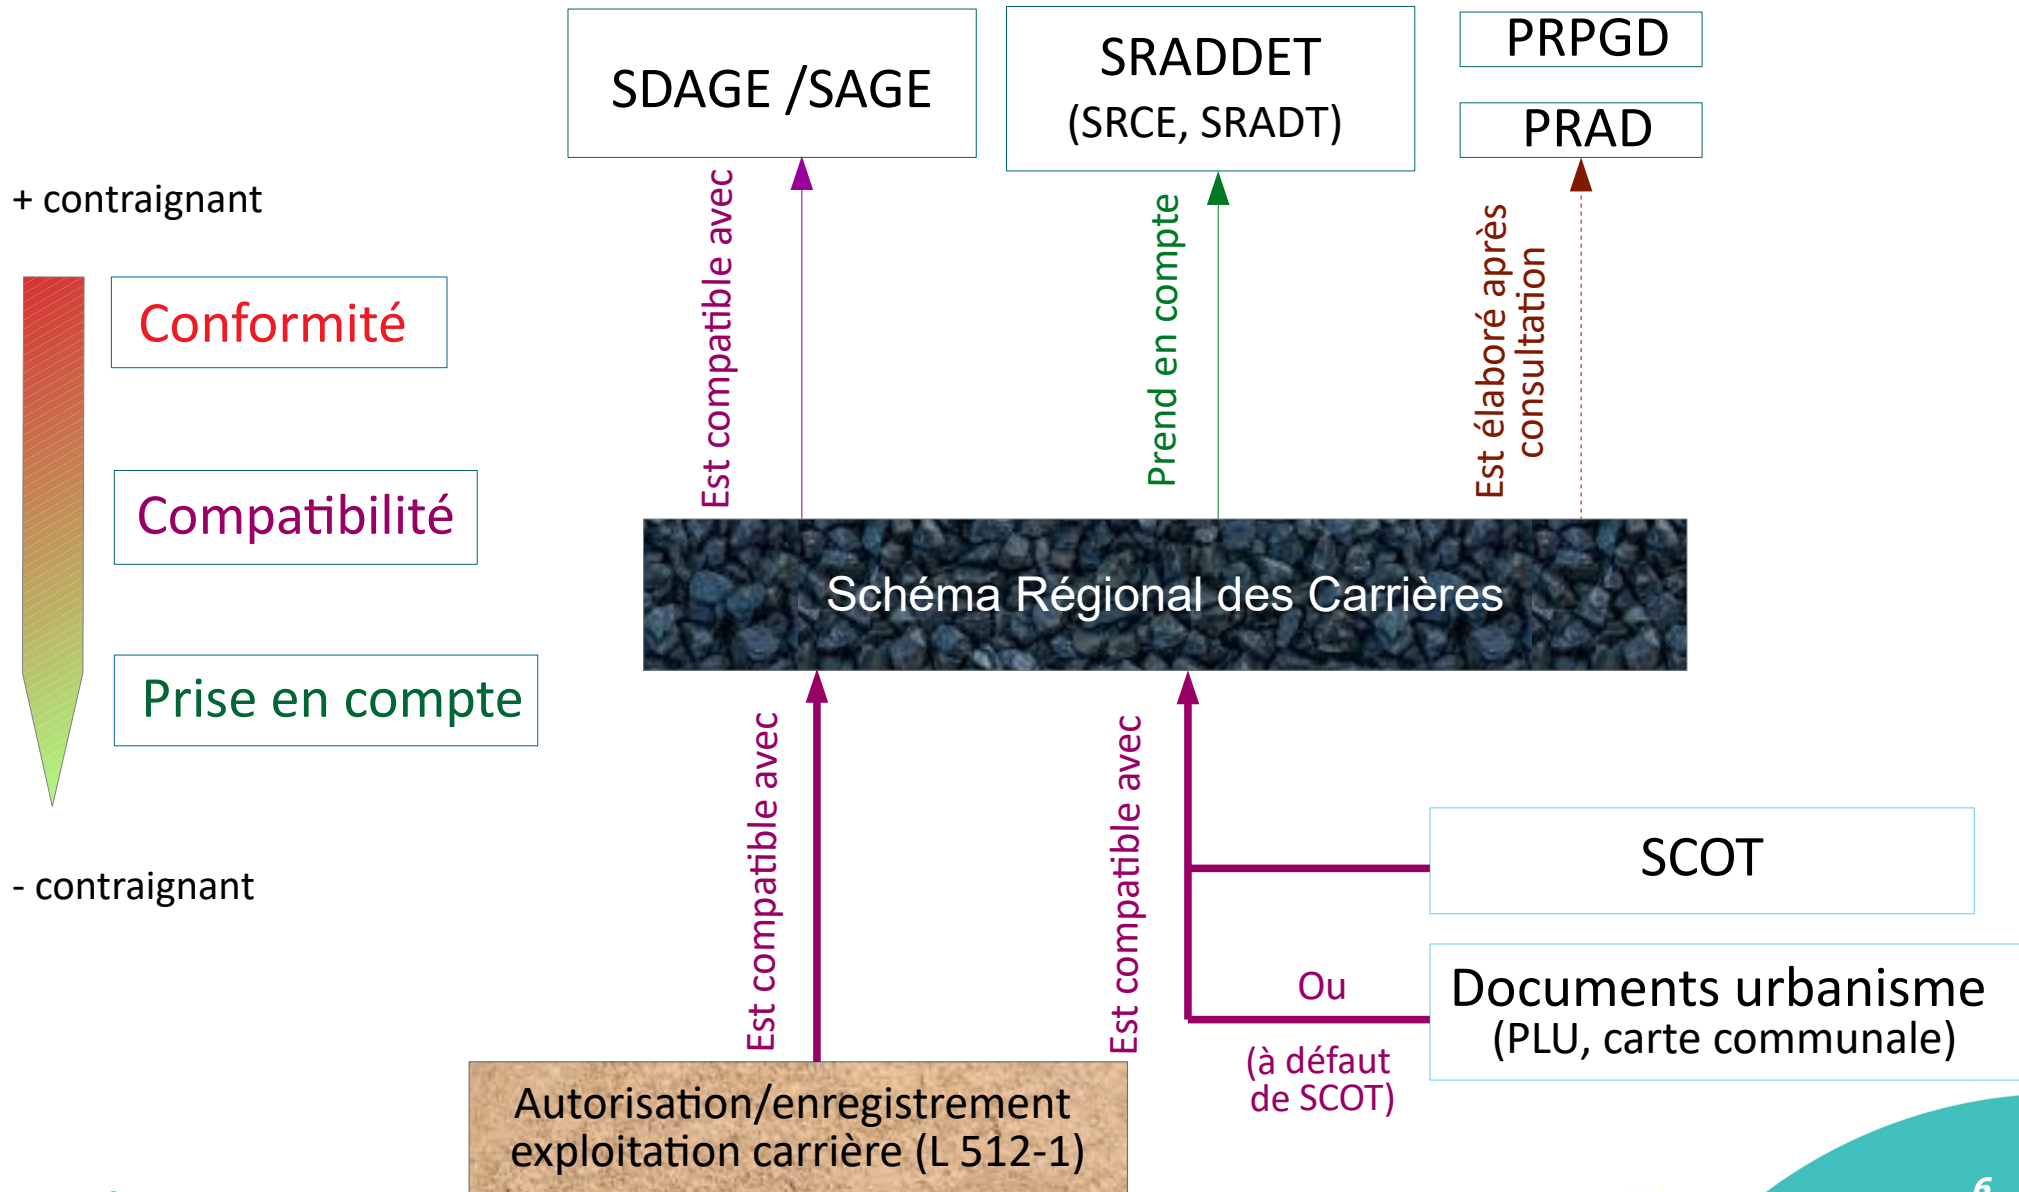 SDAGE /SAGE
SRADDET
(SRCE, SRADT)
PRPGD
PRAD
+ contraignant
Conformité
Compatibilité
Prise en compte
- contraignant
Est compatible avec
Prend en compte
Est élaboré après
consultation
Schéma Régional des Carrières
Est compatible avec
Est compatible avec
SCOT
Ou
(à défaut
de SCOT)
Documents urbanisme
(PLU, carte communale)
Autorisation/enregistrement
exploitation carrière (L 512-1)
6